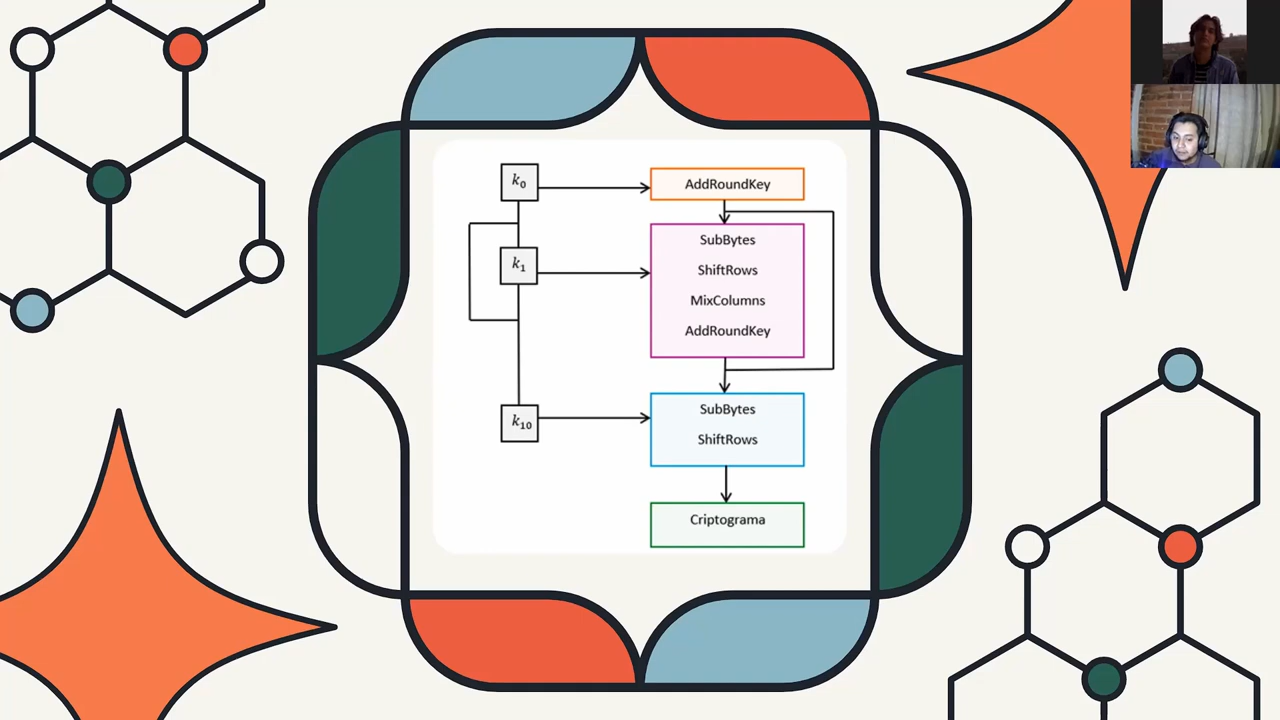 k0
AddRoundKey
SubBytes
k1
ShiftRows
MixColumns
AddRoundKey
k10
SubBytes
ShiftRows
Criptograma